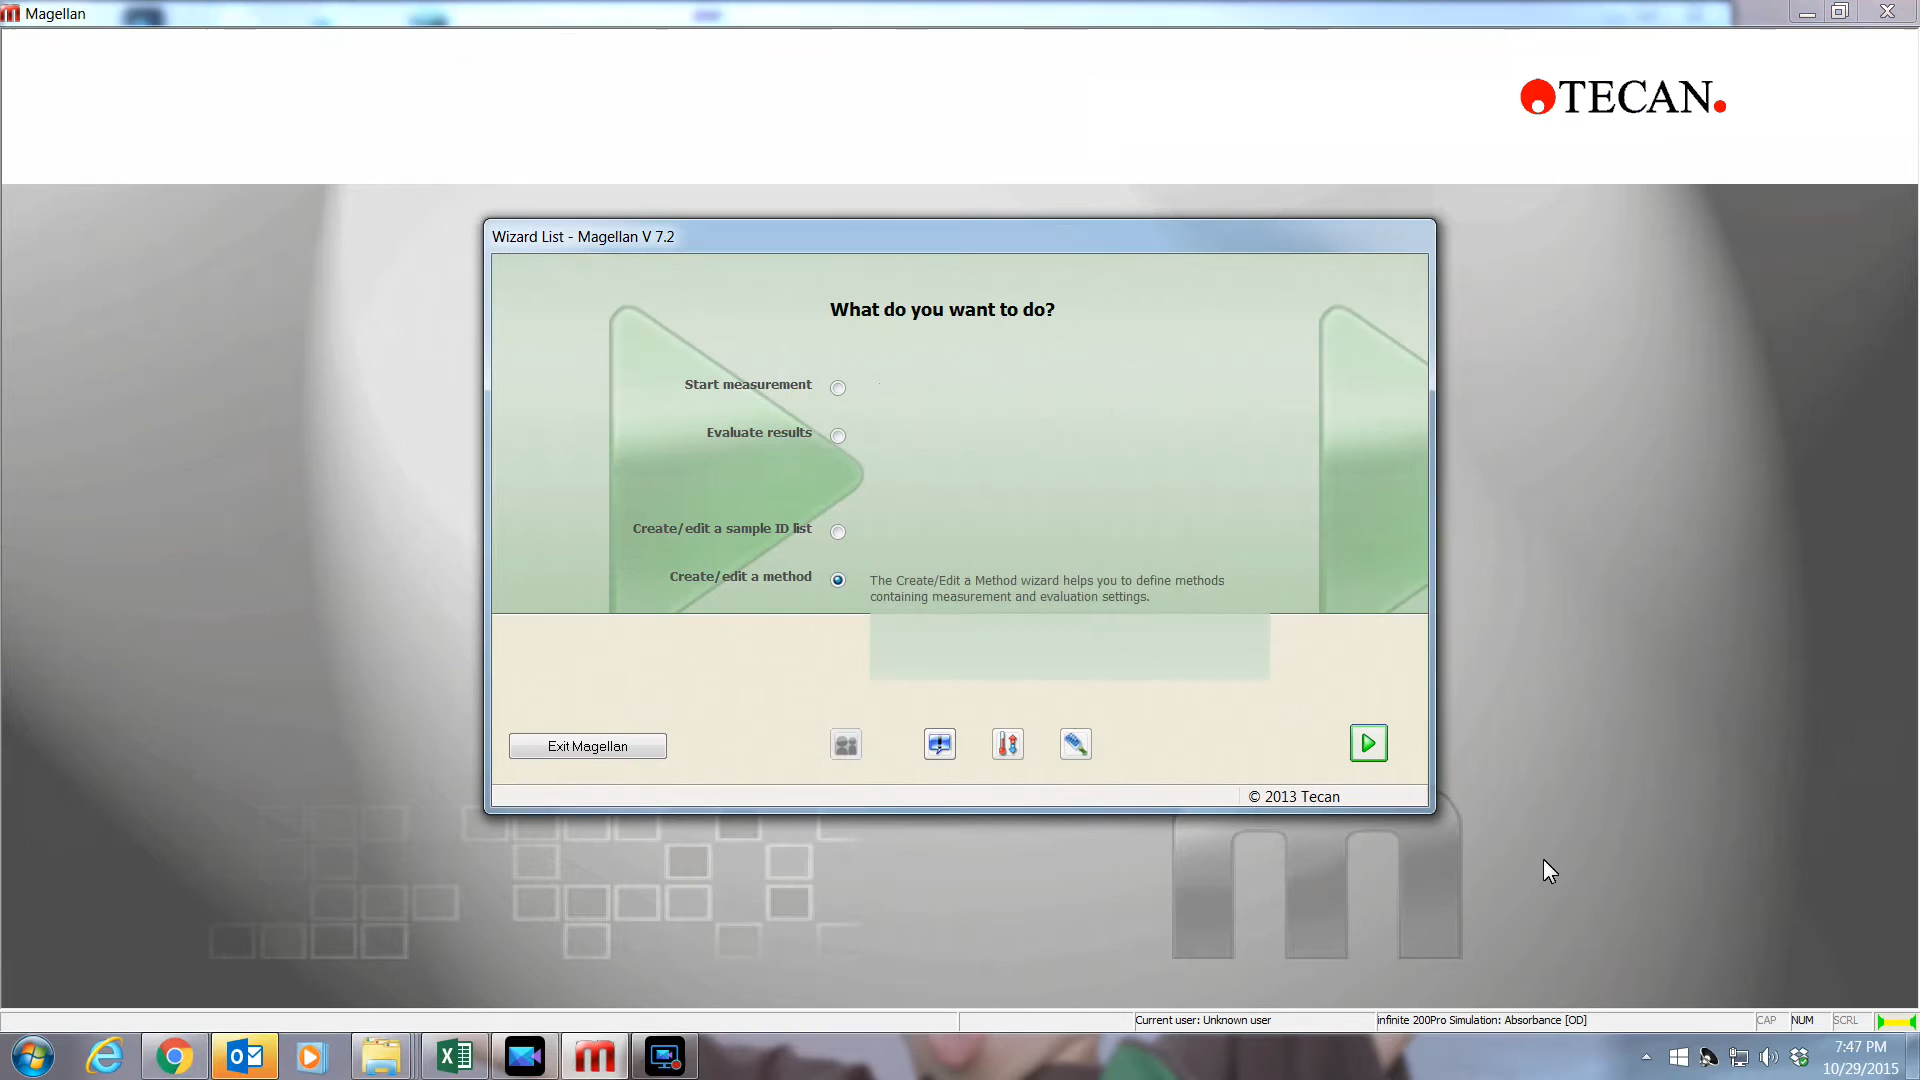 Magellan
TECAN.
Wizard List - Magellan V 7.2
What do you want to do?
Start measurement
Evaluate results
Create/edit a sample ID list
Create/edit a method
The Create/Edit a Method wizard helps you to define methods
containing measurement and evaluation settings.
Exit Magellan
© 2013 Tecan
Current user: Unknown user
infinite 200Pro Simulation: Absorbance [OD]
CAP
NUM
SCRL
7:47 PM
10/29/2015